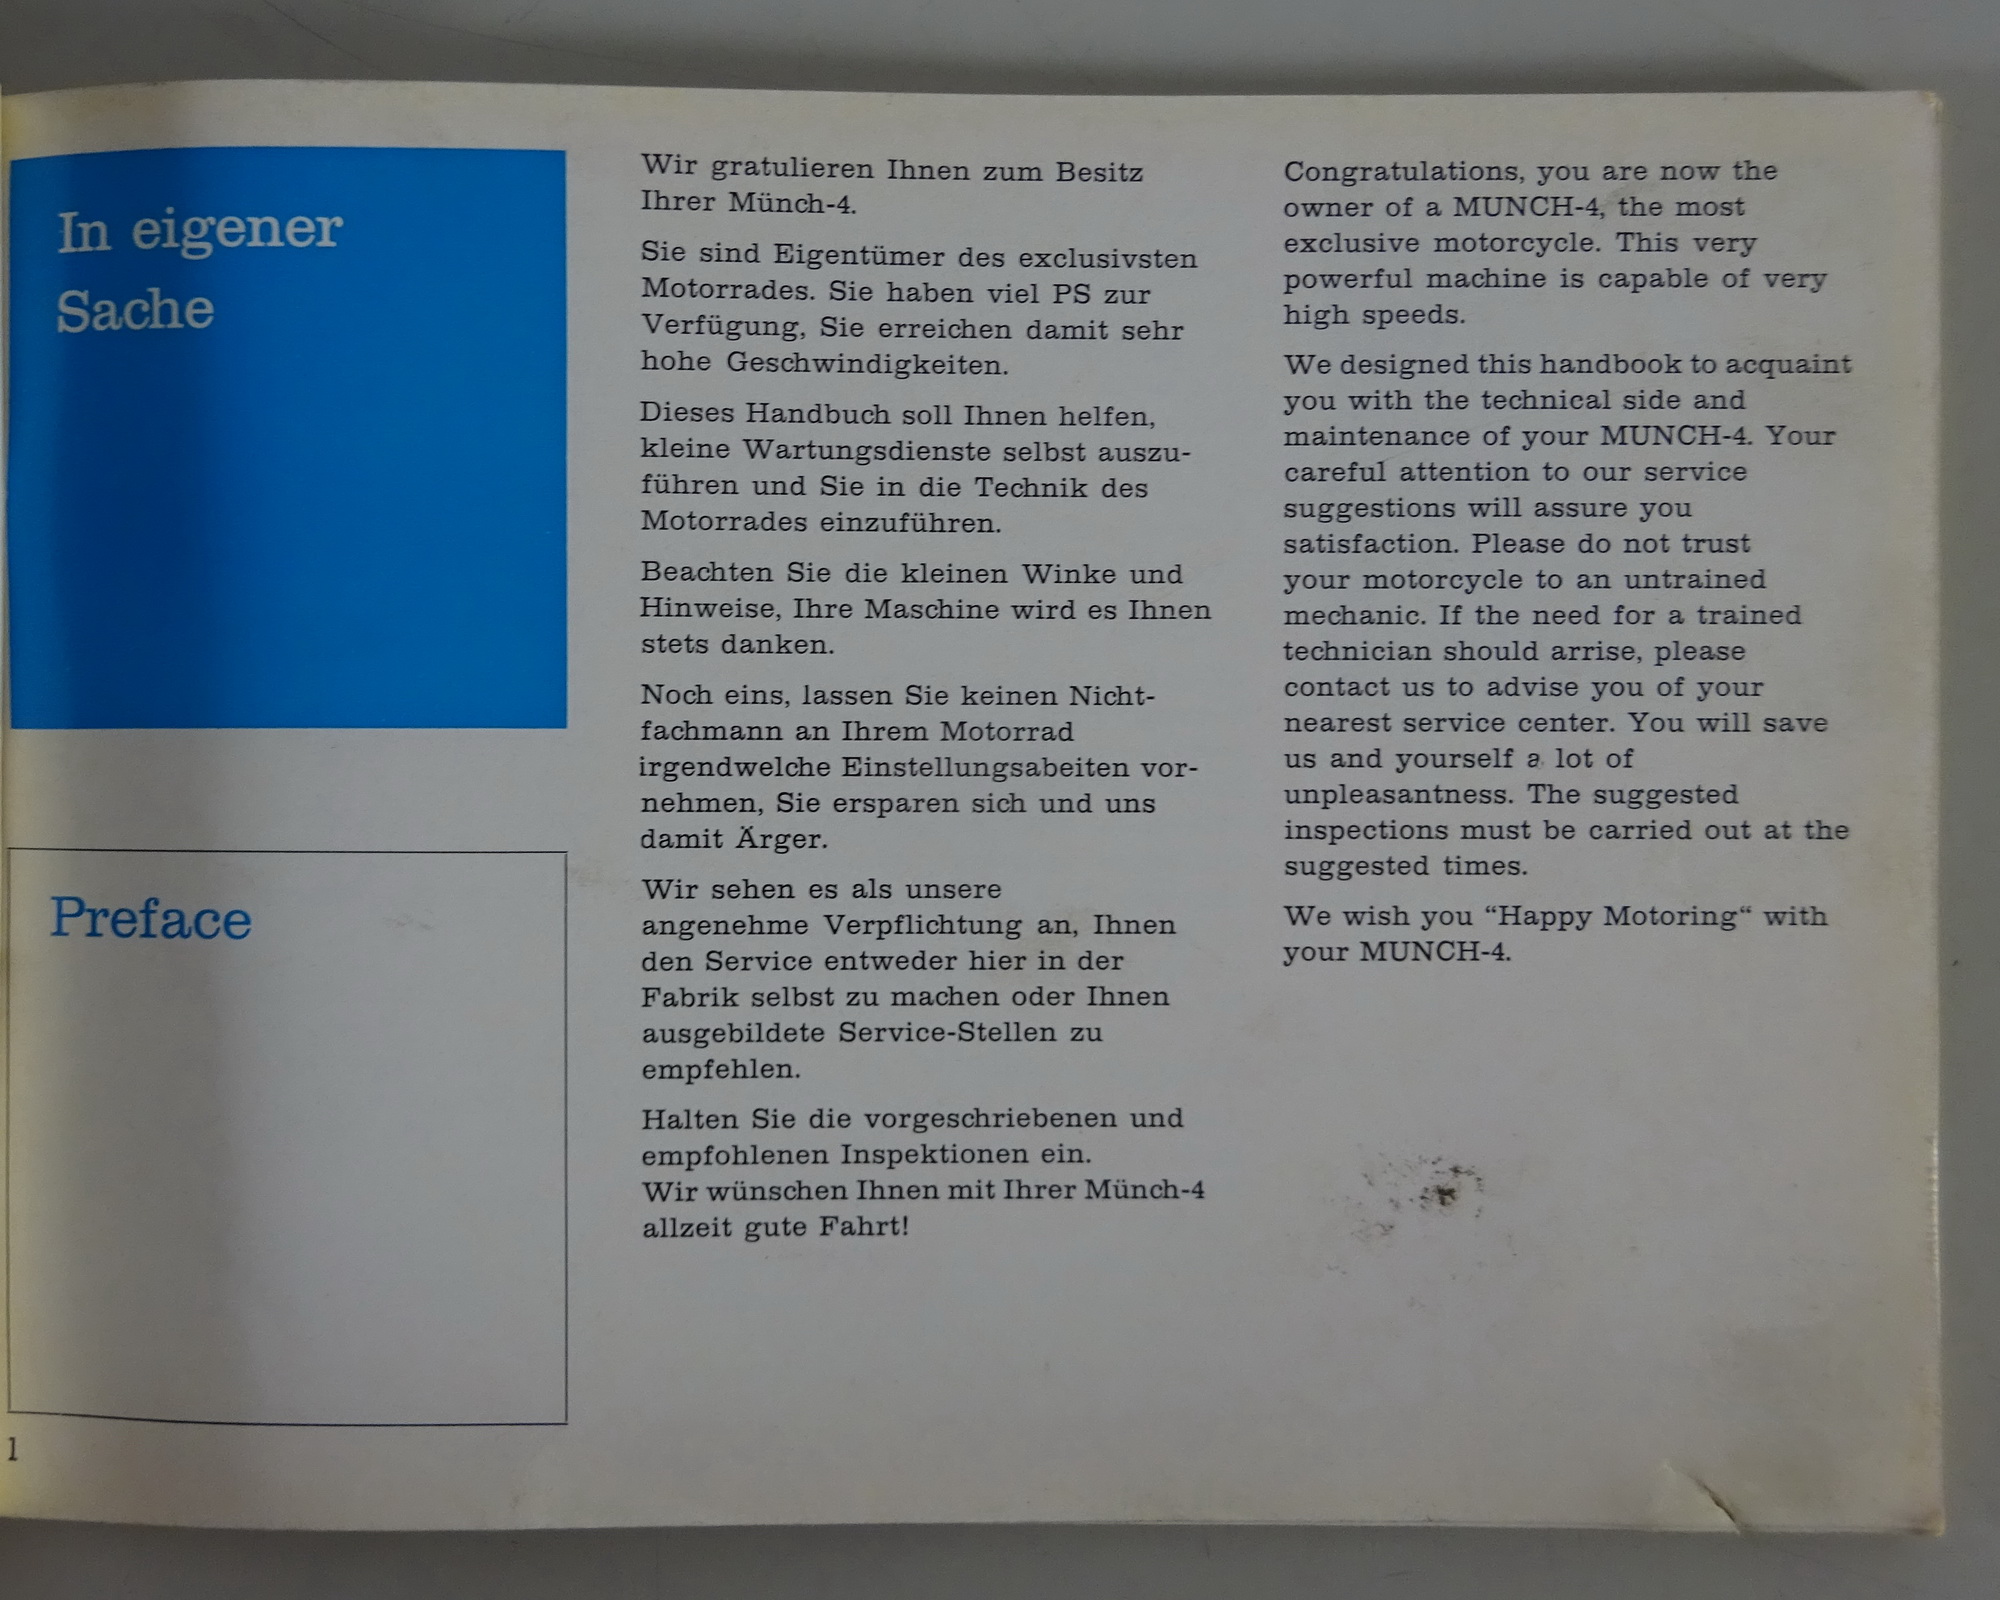 In eigener
Sache
Preface
1
Wir gratulieren Ihnen zum Besitz
Ihrer Münch-4.
Sie sind Eigentümer des exclusivsten
Motorrades. Sie haben viel PS zur
Verfügung, Sie erreichen damit sehr
hohe Geschwindigkeiten.
Dieses Handbuch soll Ihnen helfen,
kleine Wartungsdienste selbst auszu-
führen und Sie in die Technik des
Motorrades einzuführen.
Beachten Sie die kleinen Winke und
Hinweise, Ihre Maschine wird es Ihnen
stets danken.
Noch eins, lassen Sie keinen Nicht-
fachmann an Ihrem Motorrad
irgendwelche Einstellungsabeiten vor-
nehmen, Sie ersparen sich und uns
damit Ärger.
Wir sehen es als unsere
angenehme Verpflichtung an, Ihnen
den Service entweder hier in der
Fabrik selbst zu machen oder Ihnen
ausgebildete Service-Stellen zu
empfehlen.
Halten Sie die vorgeschriebenen und
empfohlenen Inspektionen ein.
Wir wünschen Ihnen mit Ihrer Münch-4
allzeit gute Fahrt!
Congratulations, you are now the
owner of a MUNCH-4, the most
exclusive motorcycle. This very
powerful machine is capable of very
high speeds.
We designed this handbook to acquaint
you with the technical side and
maintenance of your MUNCH-4. Your
careful attention to our service
suggestions will assure you
satisfaction. Please do not trust
your motorcycle to an untrained
mechanic. If the need for a trained
technician should arrise, please
contact us to advise you of your
nearest service center. You will save
us and yourself a lot of
unpleasantness. The suggested
inspections must be carried out at the
suggested times.
We wish you “Happy Motoring“ with
your MUNCH-4.